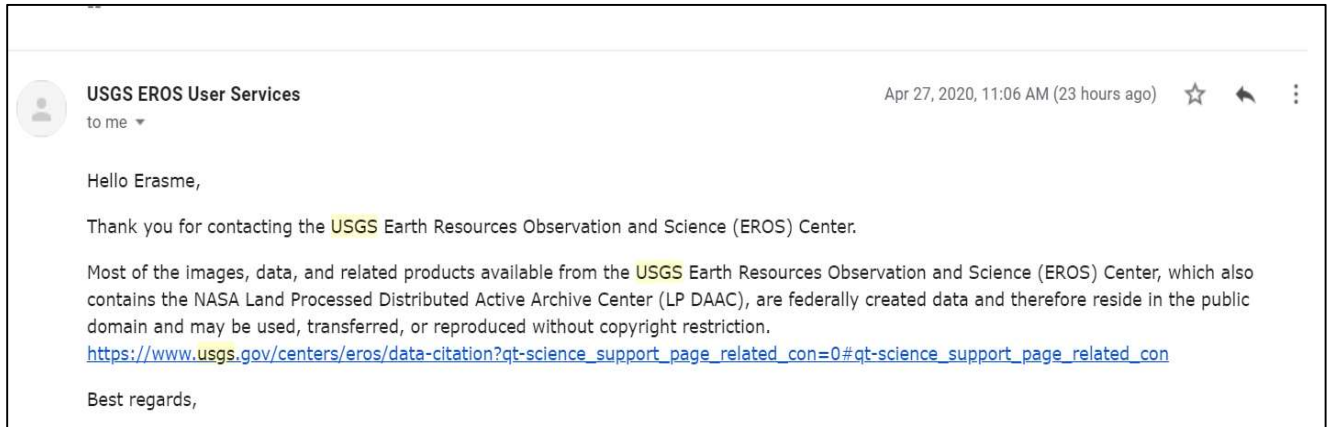 --
USGS EROS User Services
Apr 27, 2020, 11:06 AM (23 hours ago)
to me
Hello Erasme,
Thank you for contacting the USGS Earth Resources Observation and Science (EROS) Center.
Most of the images, data, and related products available from the USGS Earth Resources Observation and Science (EROS) Center, which also
contains the NASA Land Processed Distributed Active Archive Center (LP DAAC), are federally created data and therefore reside in the public
domain and may be used, transferred, or reproduced without copyright restriction.
https://www.usgs.gov/centers/eros/data-citation?qt-science_support_page_related_con=0#qt-science_support_page_related_con
Best regards,